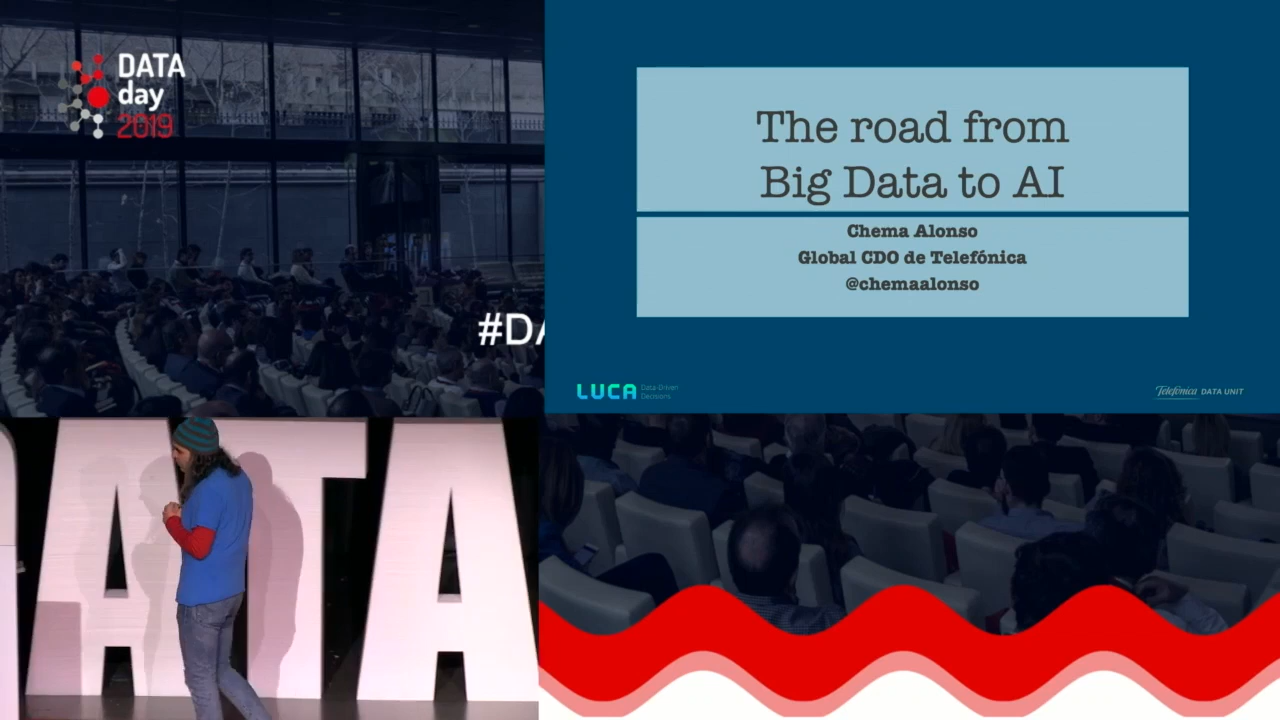 DATA
day
2019
#DA
The road from
Big Data to AI
Chema Alonso
Global CDO de Telefónica
@chemaalonso
LUCA Data-Driven
Decisions
Telefónica DATA UNIT
ATA